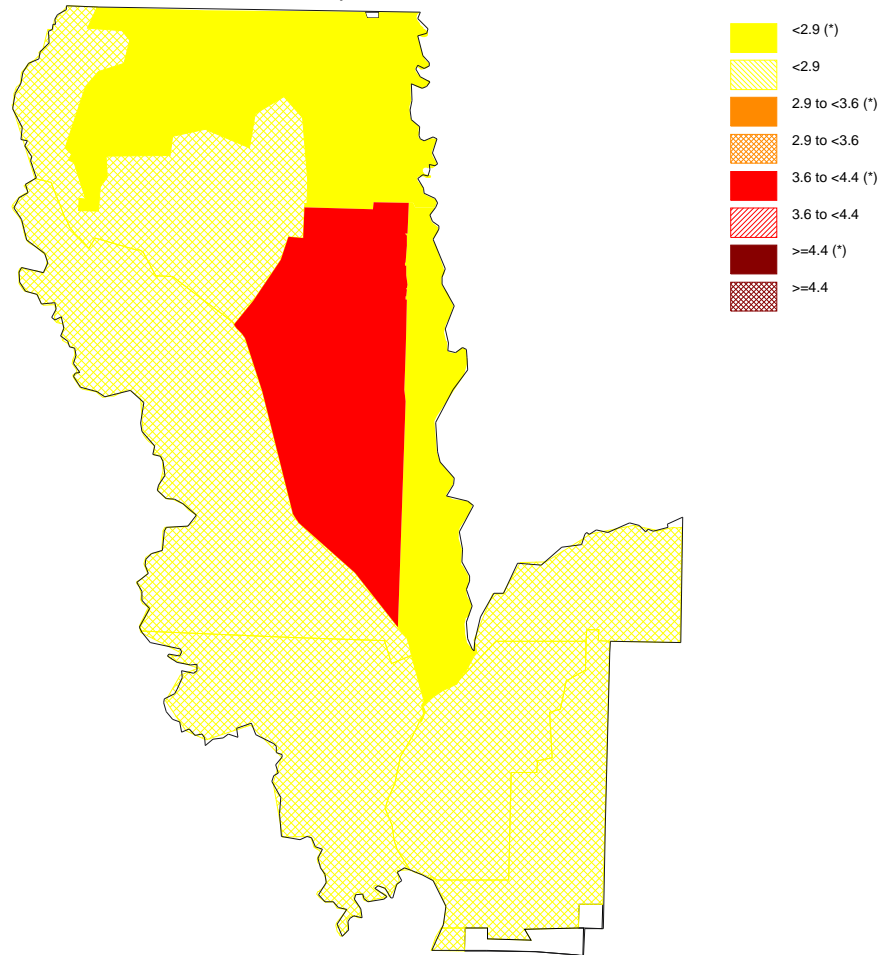 <2.9 (*)
<2.9
2.9 to <3.6 (*)
2.9 to <3.6
3.6 to <4.4 (*)
3.6 to <4.4
>=4.4 (*)
>=4.4